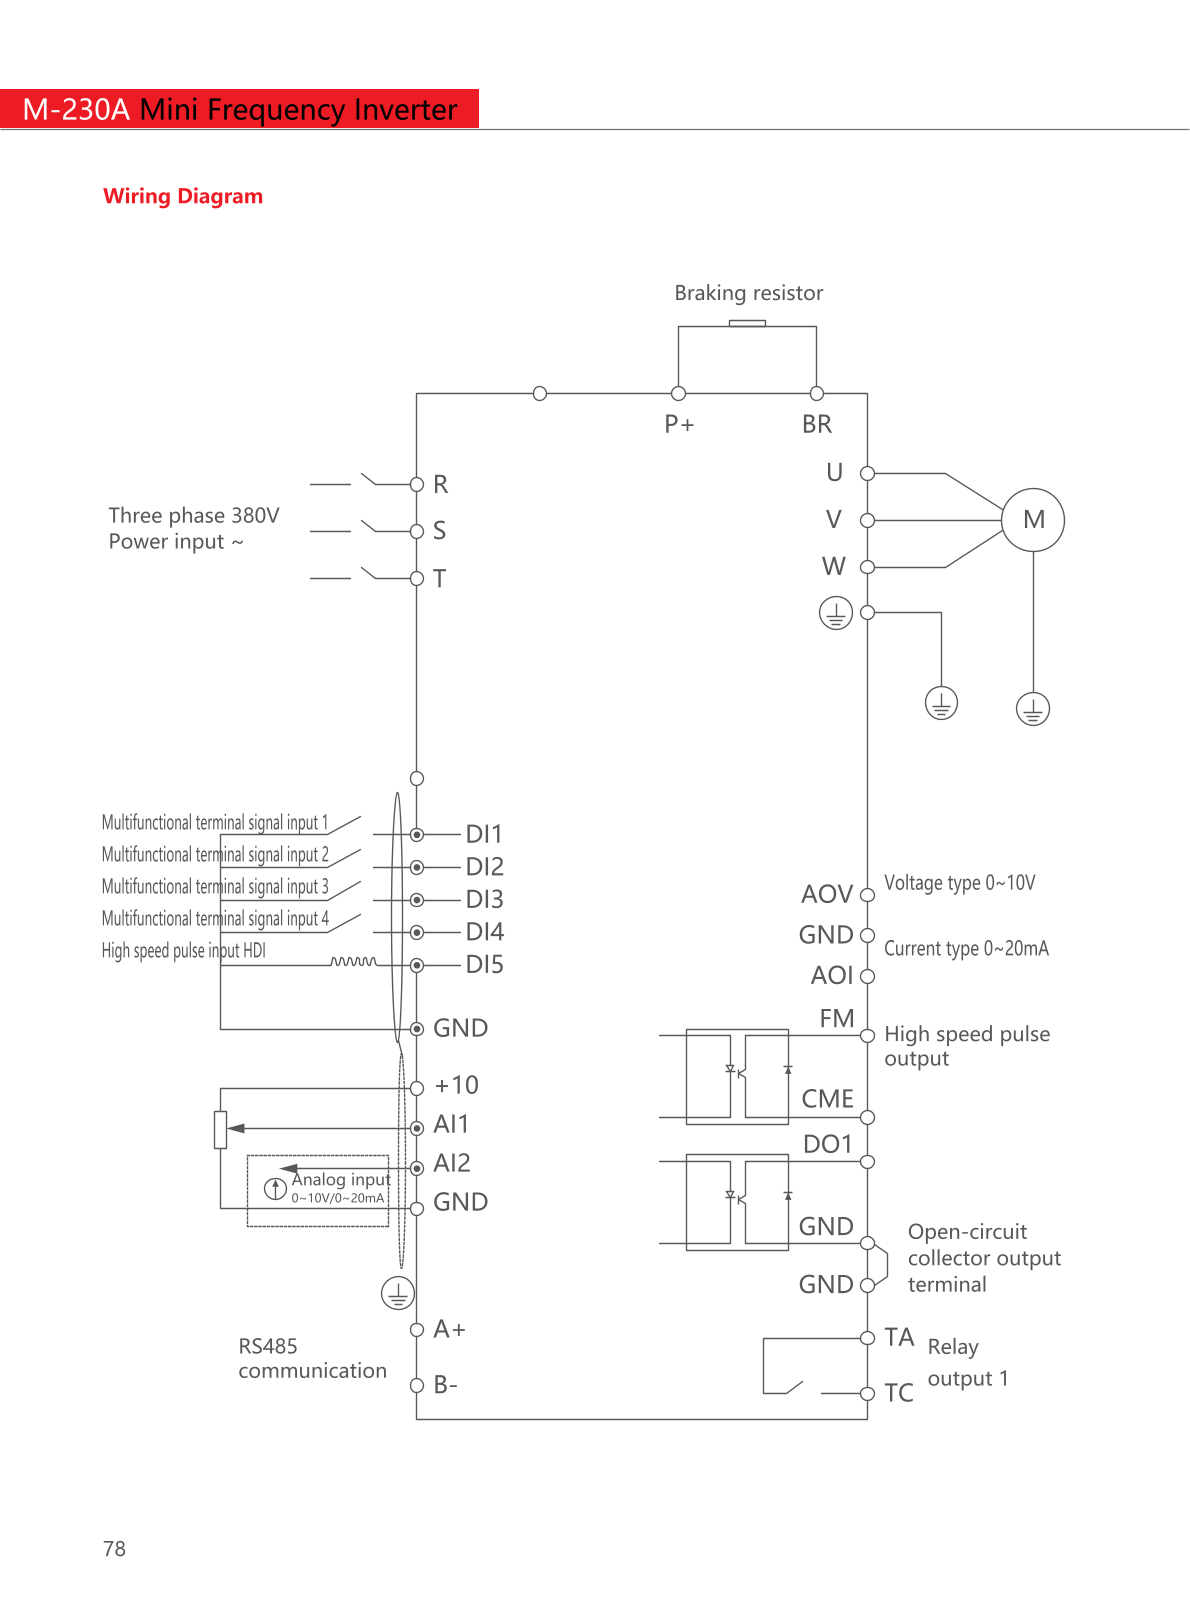 M-230A Mini Frequency Inverter
Wiring Diagram
Braking resistor
P+
BR
R
S
T
Three phase 380V
Power input ~
U
V
W
M
Multifunctional terminal signal input 1
Multifunctional terminal signal input 2
Multifunctional terminal signal input 3
Multifunctional terminal signal input 4
High speed pulse input HDI
DI1
DI2
DI3
DI4
DI5
GND
+10
AI1
AI2
GND
Analog input
0~10V/0~20mA
A+
B-
RS485
communication
AOV
GND
AOI
Voltage type 0~10V
Current type 0~20mA
FM
CME
High speed pulse
output
DO1
GND
GND
Open-circuit
collector output
terminal
TA
TC
Relay
output 1
78